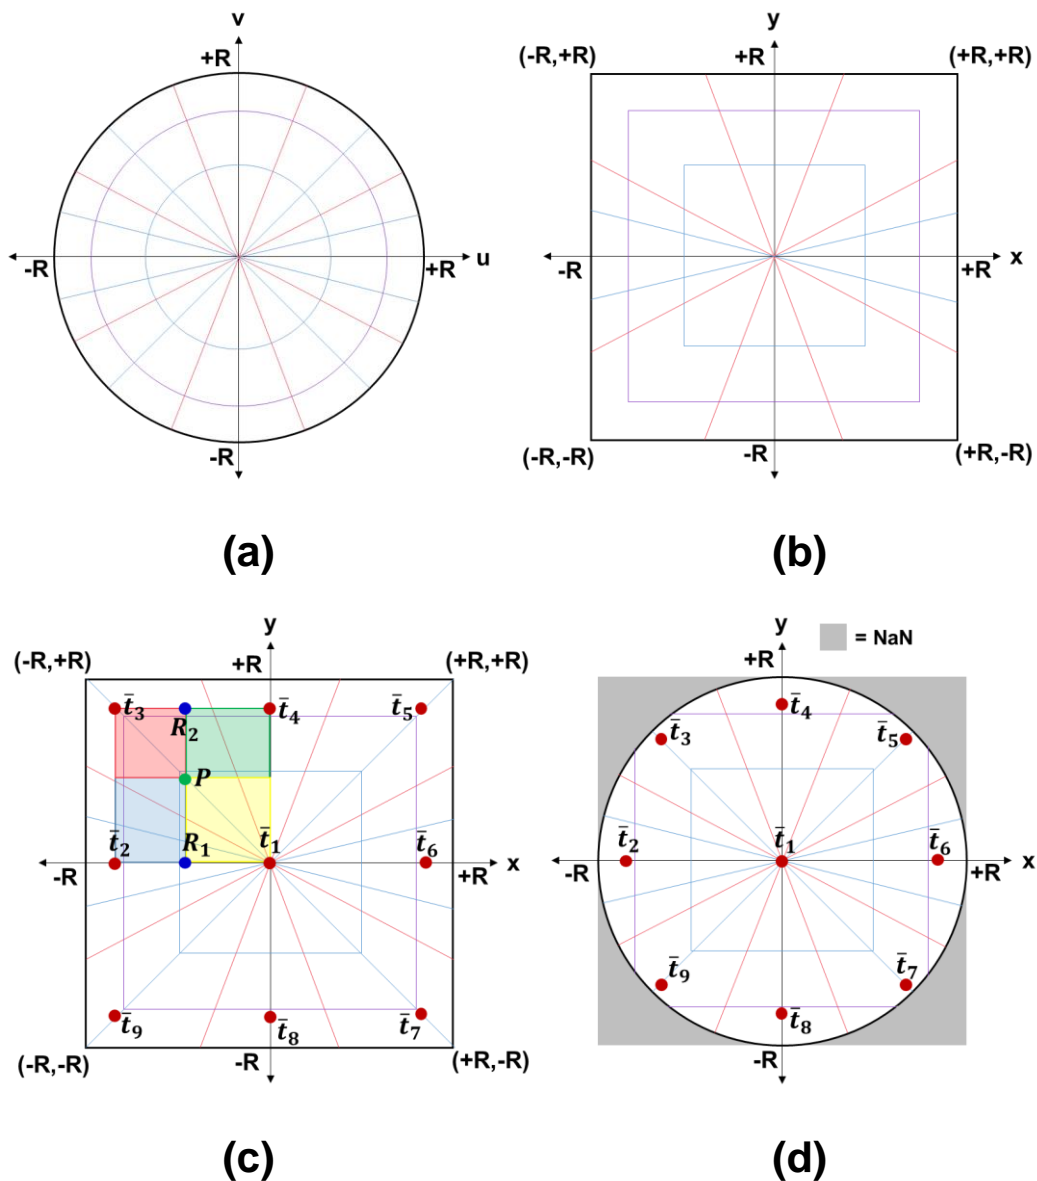 v
+R
-R
+R
u
-R
(a)
y
(-R,+R)
+R
(+R,+R)
-R
+R
x
(-R,-R)
-R
(+R,-R)
(b)
y
(-R,+R)
+R
(+R,+R)
t̄₃
R₂
t̄₄
t̄₅
P
t̄₂
R₁
t̄₁
t̄₆
-R
+R
x
t̄₉
t̄₈
t̄₇
(-R,-R)
-R
(+R,-R)
(c)
y
= NaN
+R
t̄₄
t̄₃
t̄₅
t̄₂
t̄₁
t̄₆
-R
+R
x
t̄₉
t̄₇
t̄₈
-R
(d)